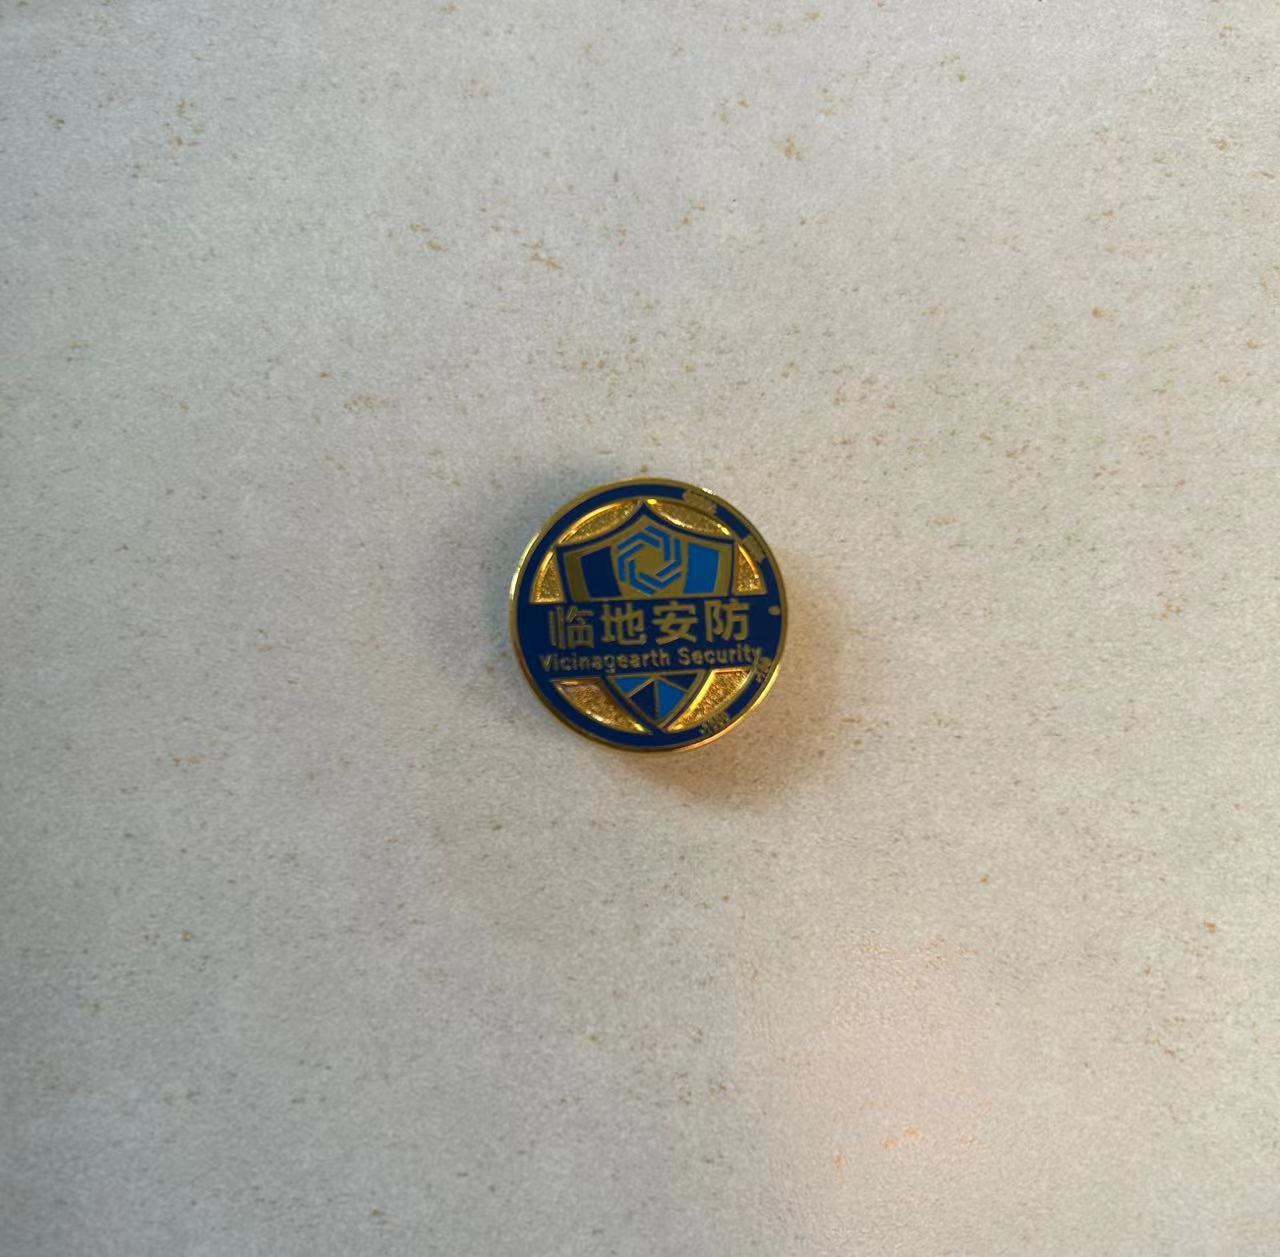 临地安防
Vicinagearth Security